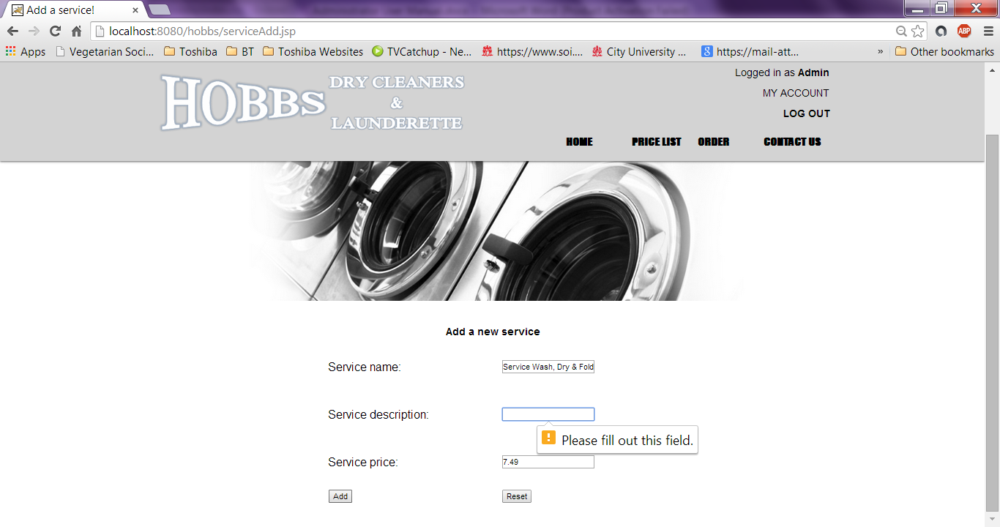 Add a service!
localhost:8080/hobbs/serviceAdd.jsp
ABP
Apps Vegetarian Soci... Toshiba BT Toshiba Websites TVCatchup - Ne... https://www.soi.... City University ... https://mail-att... » Other bookmarks
HOBBS
DRY CLEANERS
&
LAUNDERETTE
Logged in as Admin
MY ACCOUNT
LOG OUT
HOME PRICE LIST ORDER CONTACT US
Add a new service
Service name: Service Wash, Dry & Fold
Service description:
Please fill out this field.
Service price: 7.49
Add Reset